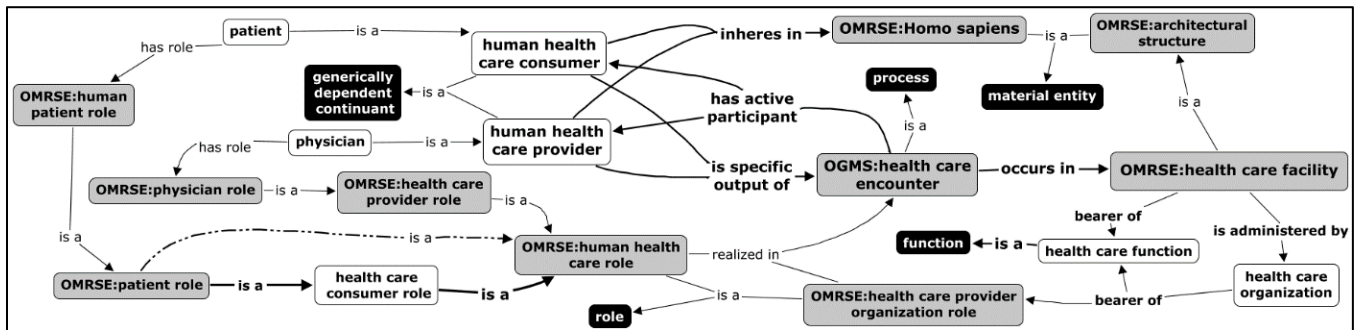 patient
is a
has role
human health
care consumer
inheres in
OMRSE:Homo sapiens
is a
OMRSE:architectural
structure
generically
dependent
continuant
is a
process
material entity
OMRSE:human
patient role
has active
participant
is a
is a
physician
is a
human health
care provider
has role
is specific
output of
OGMS:health care
encounter
occurs in
OMRSE:health care facility
OMRSE:physician role
is a
OMRSE:health care
provider role
is a
bearer of
is administered by
is a
is a
OMRSE:human health
care role
realized in
function
is a
health care function
OMRSE:patient role
is a
health care
consumer role
is a
health care
organization
is a
OMRSE:health care provider
organization role
bearer of
role